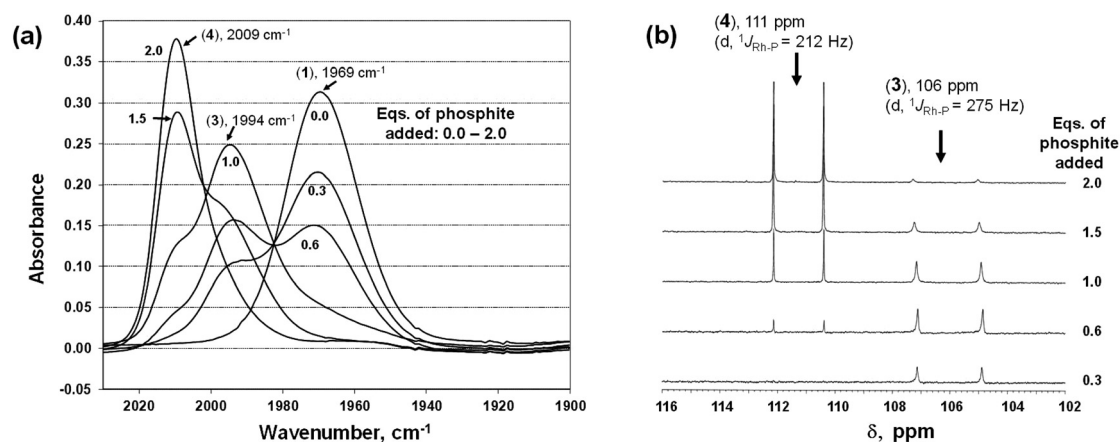 (a)
0.40
0.35
0.30
0.25
0.20
0.15
0.10
0.05
0.00
-0.05
Absorbance
2020
2000
1980
1960
1940
1920
1900
Wavenumber, cm⁻¹
2.0
(4), 2009 cm⁻¹
1.5
(3), 1994 cm⁻¹
1.0
(1), 1969 cm⁻¹
0.0
Eqs. of phosphite
added: 0.0 – 2.0
0.3
0.6
(b)
(4), 111 ppm
(d, ¹J_Rh-P = 212 Hz)
(3), 106 ppm
(d, ¹J_Rh-P = 275 Hz)
Eqs. of
phosphite
added
2.0
1.5
1.0
0.6
0.3
116
114
112
110
108
106
104
102
δ, ppm